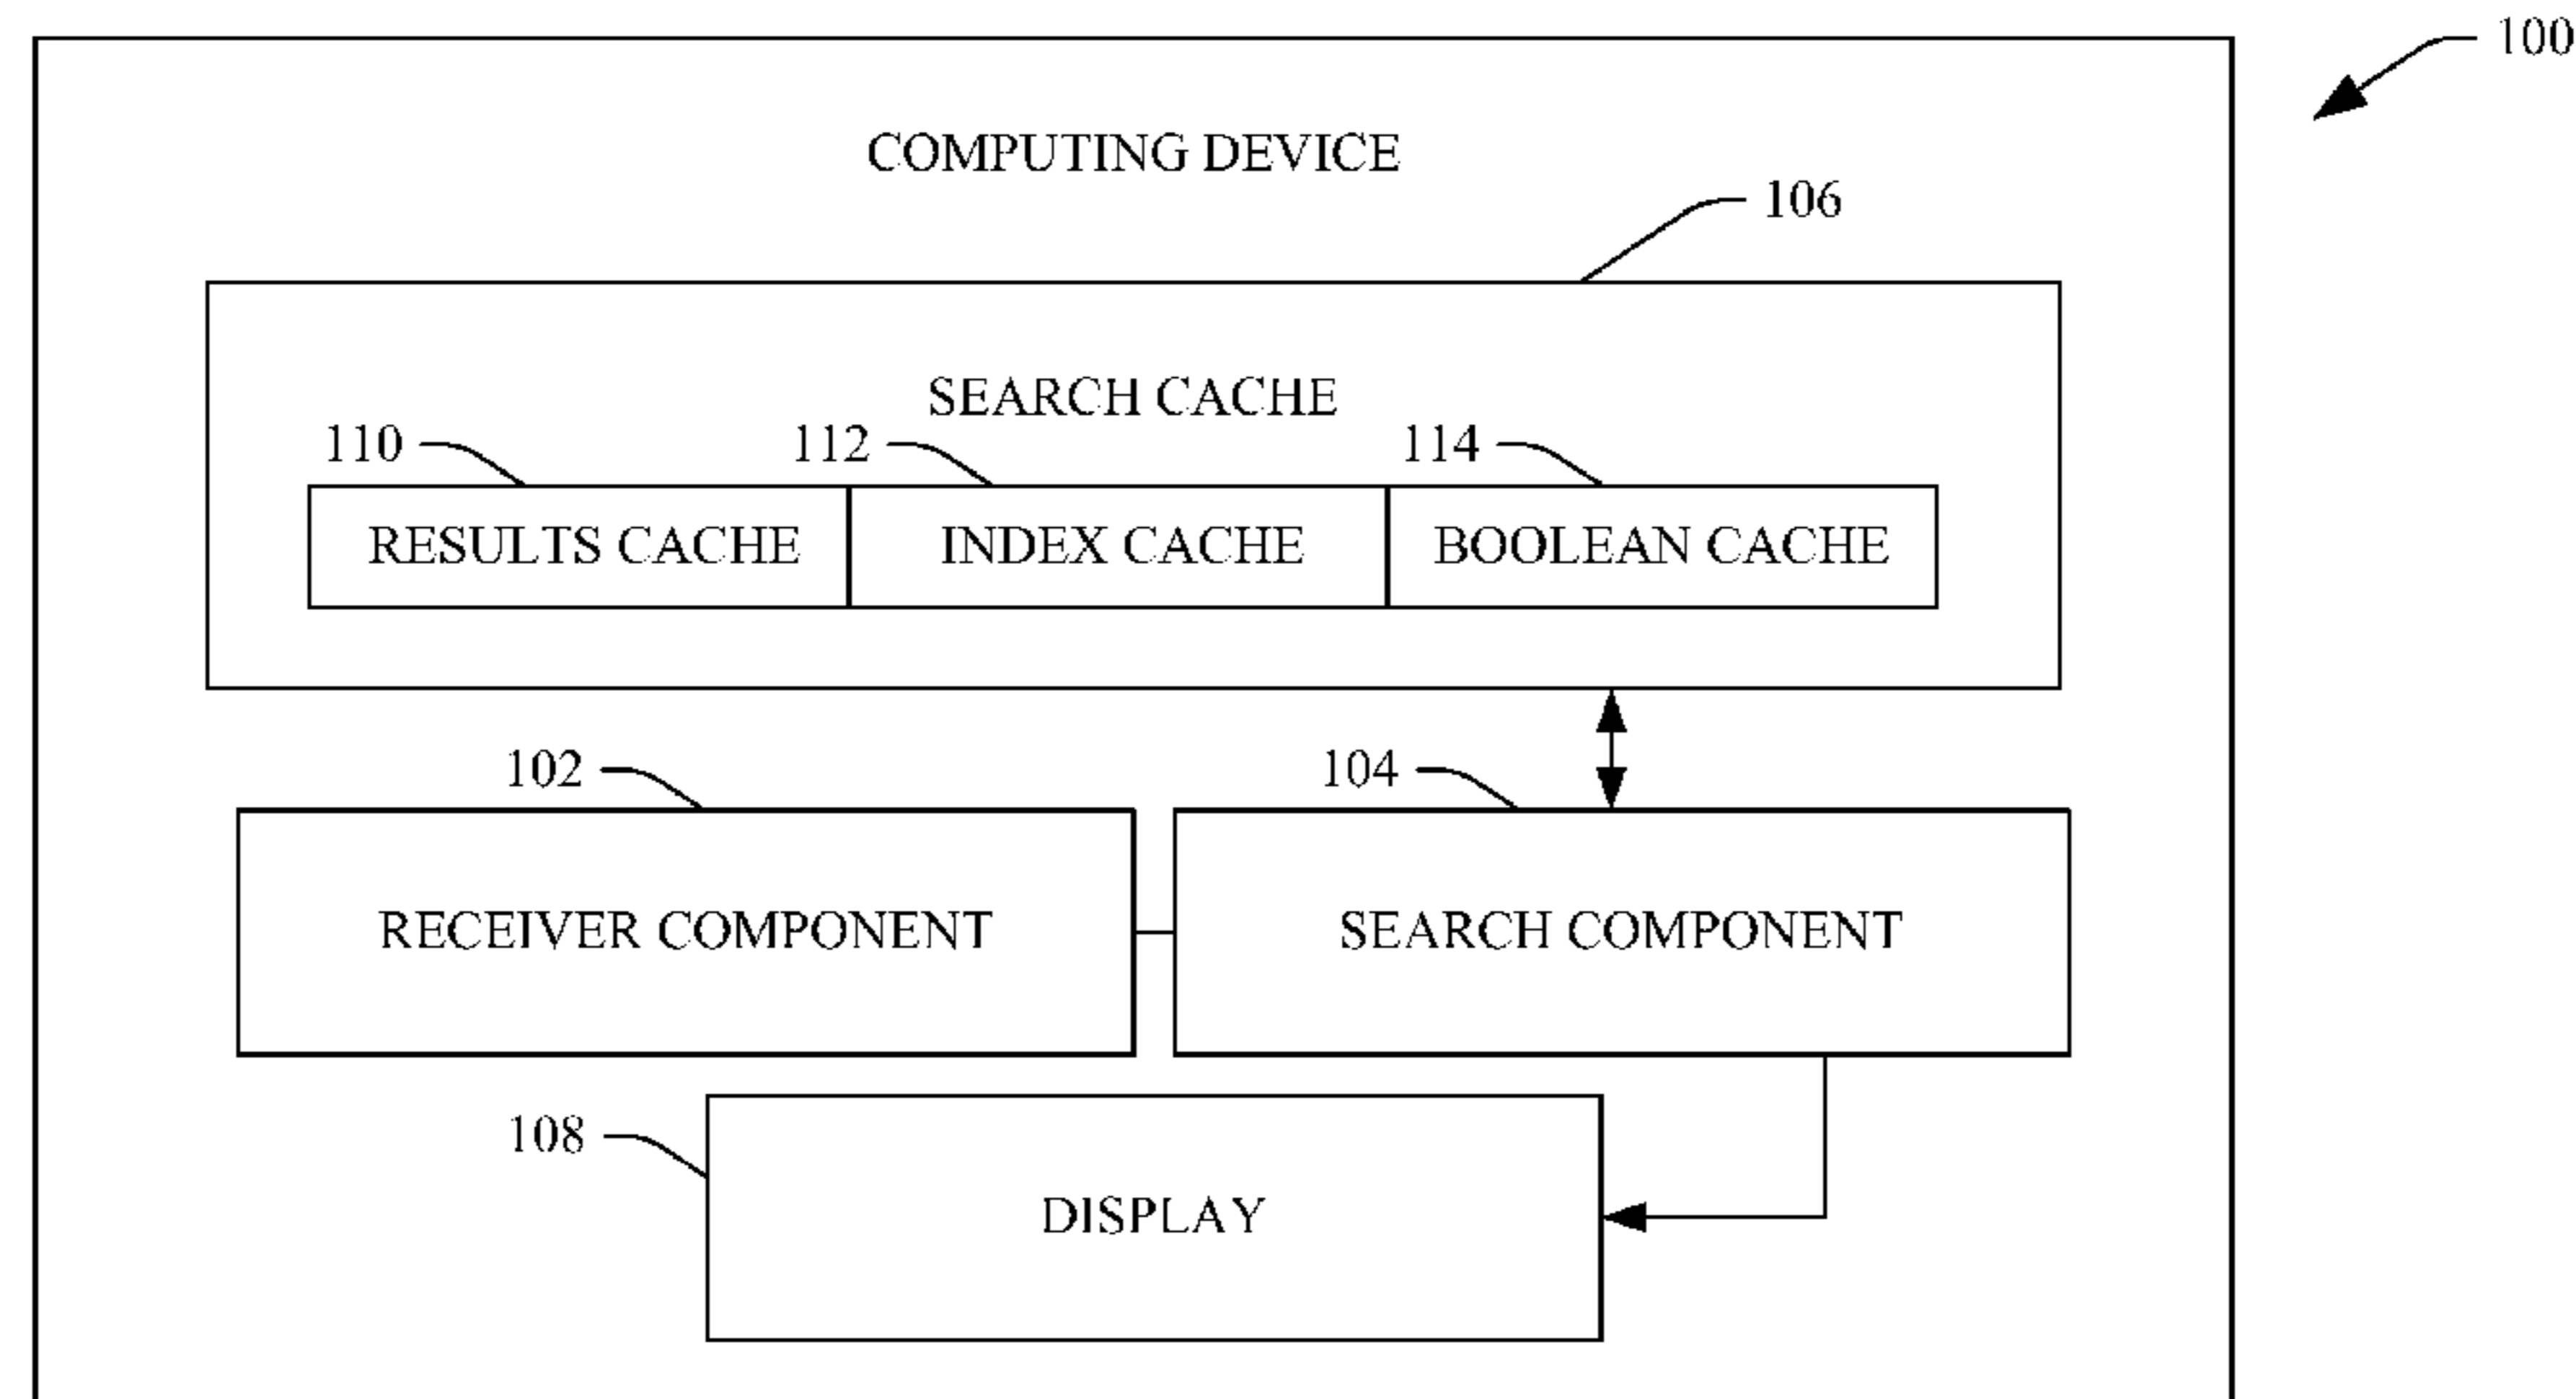 100
COMPUTING DEVICE
106
SEARCH CACHE
110 112 114
RESULTS CACHE INDEX CACHE BOOLEAN CACHE
102 104
RECEIVER COMPONENT SEARCH COMPONENT
108
DISPLAY